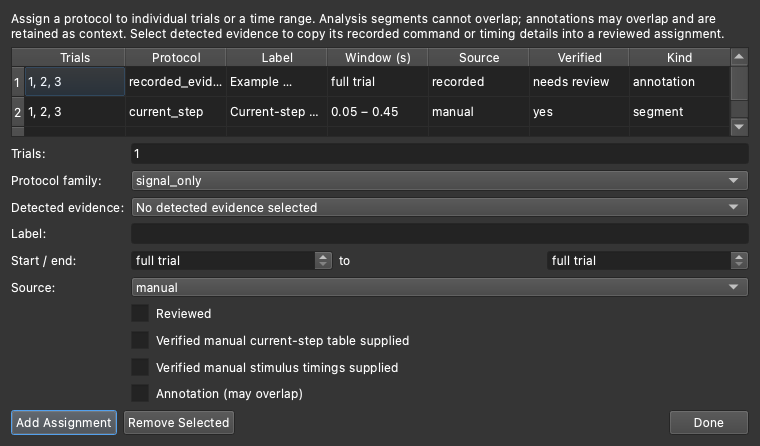 Assign a protocol to individual trials or a time range. Analysis segments cannot overlap; annotations may overlap and are
retained as context. Select detected evidence to copy its recorded command or timing details into a reviewed assignment.
Trials Protocol Label Window (s) Source Verified Kind
1 1, 2, 3 recorded_evid... Example ... full trial recorded needs review annotation
2 1, 2, 3 current_step Current-step ... 0.05 – 0.45 manual yes segment
Trials: 1
Protocol family: signal_only
Detected evidence: No detected evidence selected
Label:
Start / end: full trial to full trial
Source: manual
Reviewed
Verified manual current-step table supplied
Verified manual stimulus timings supplied
Annotation (may overlap)
Add Assignment Remove Selected Done